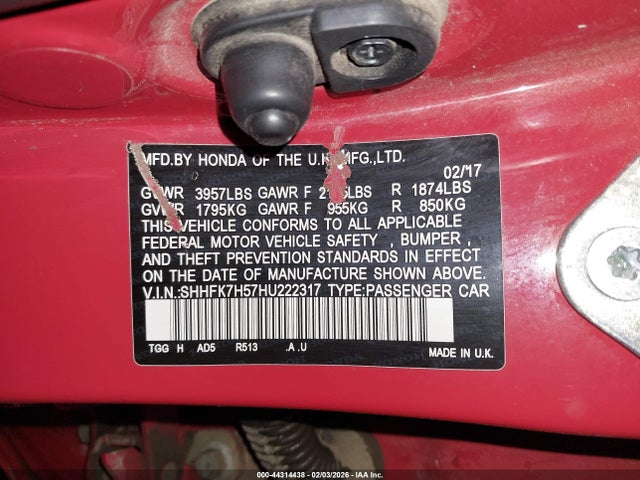 MFD.BY HONDA OF THE U.K. MFG.,LTD.
02/17
GVWR 3957LBS GAWR F LBS R 1874LBS
GVWR 1795KG GAWR F 955KG R 850KG
THIS VEHICLE CONFORMS TO ALL APPLICABLE
FEDERAL MOTOR VEHICLE SAFETY , BUMPER ,
AND THEFT PREVENTION STANDARDS IN EFFECT
ON THE DATE OF MANUFACTURE SHOWN ABOVE.
V.I.N.:SHHFK7H57HU222317 TYPE:PASSENGER CAR
TGG H AD5 R513 .A .U
MADE IN U.K.
000-44314438 - 02/03/2026 - © IAA Inc.